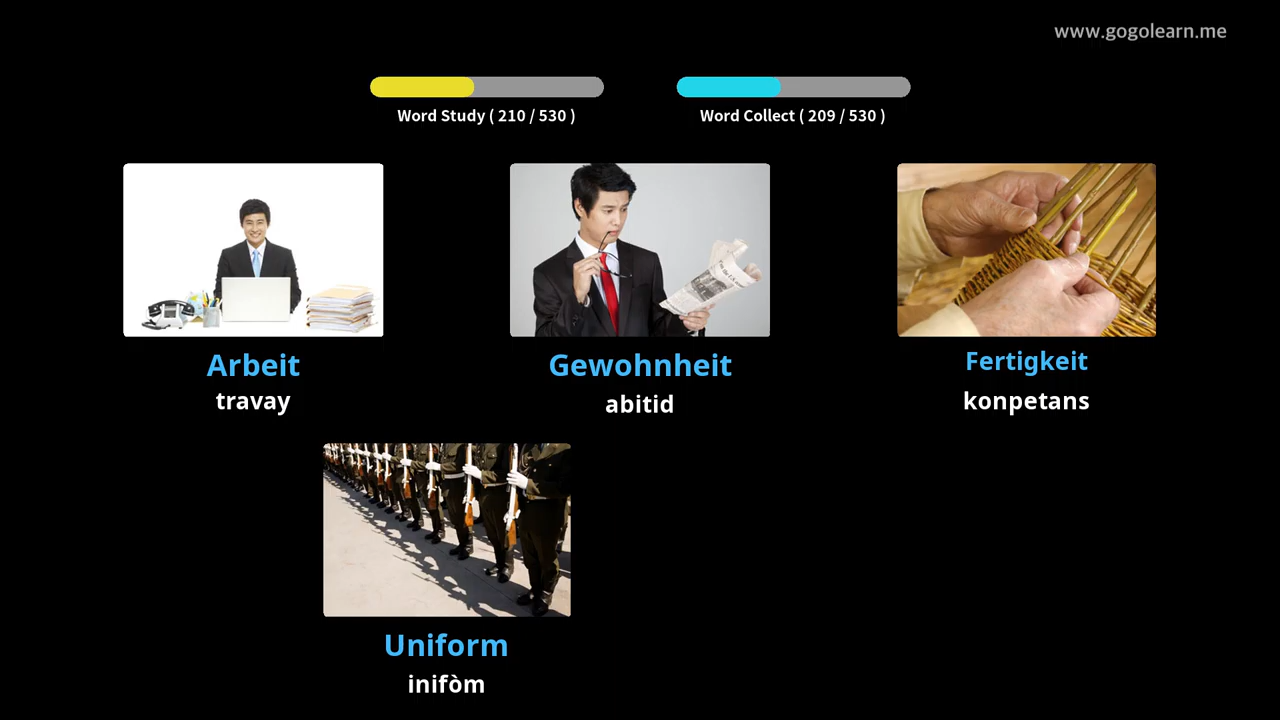 www.gogolearn.me
Word Study ( 210 / 530 )
Word Collect ( 209 / 530 )
Arbeit
travay
Gewohnheit
abitid
Fertigkeit
konpetans
Uniform
inifòm